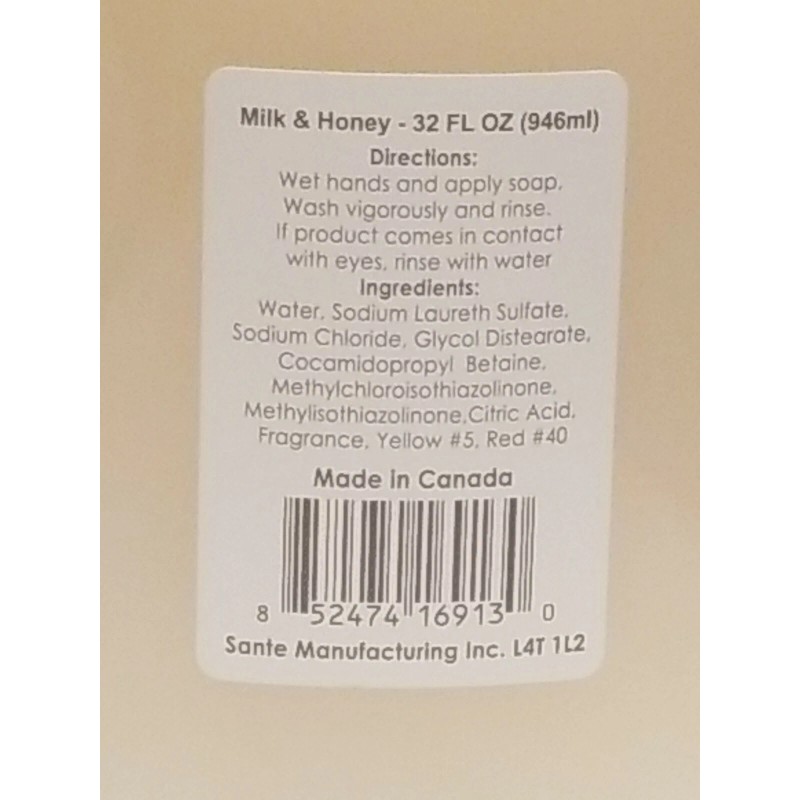 Milk & Honey - 32 FL OZ (946ml)
Directions:
Wet hands and apply soap.
Wash vigorously and rinse.
If product comes in contact
with eyes, rinse with water
Ingredients:
Water, Sodium Laureth Sulfate,
Sodium Chloride, Glycol Distearate,
Cocamidopropyl Betaine,
Methylchloroisothiazolinone,
Methylisothiazolinone,Citric Acid,
Fragrance, Yellow #5, Red #40
Made in Canada
8 52474 16913 0
Sante Manufacturing Inc. L4T 1L2